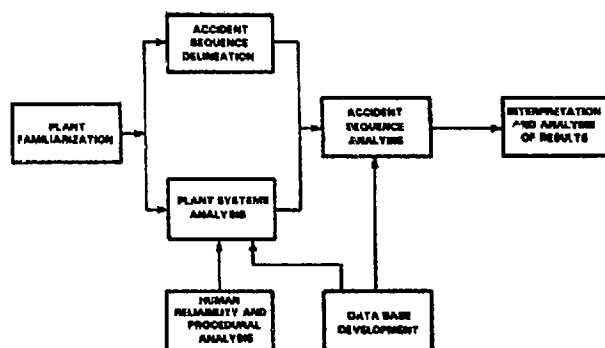 ACCIDENT
SEQUENCE
DELINEATION
PLANT
FAMILIARIZATION
ACCIDENT
SEQUENCE
ANALYSIS
INTERPRETATION
AND ANALYSIS
OF RESULTS
PLANT SYSTEMS
ANALYSIS
HUMAN
RELIABILITY AND
PROCEDURAL
ANALYSIS
DATA BASE
DEVELOPMENT